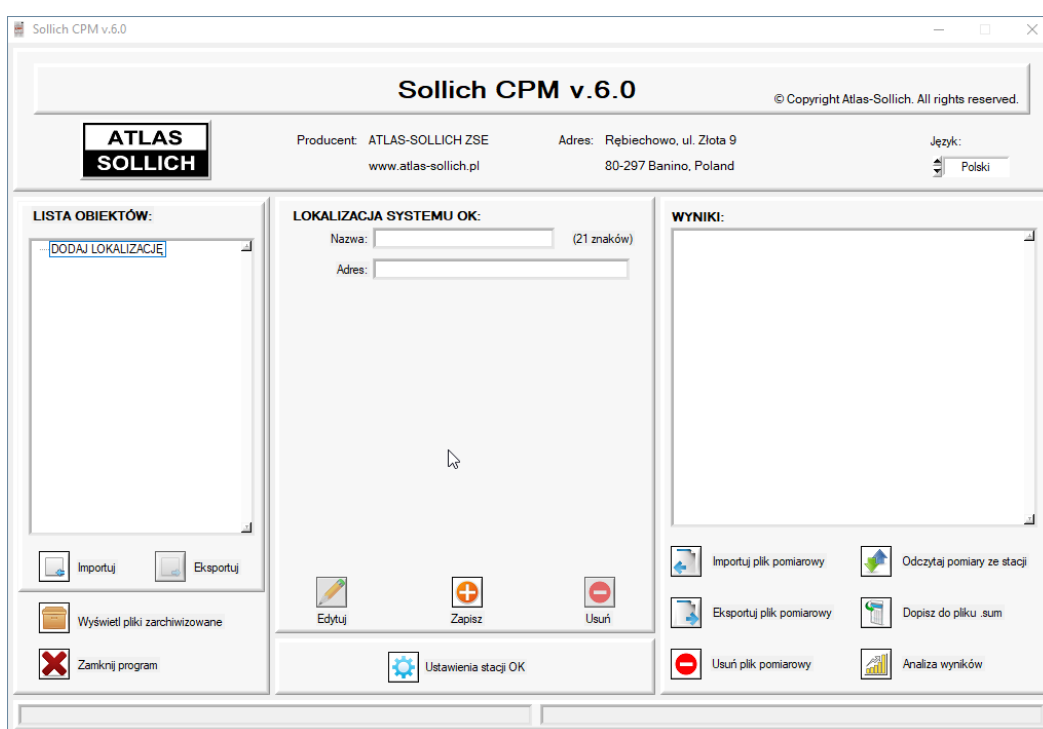 Sollich CPM v.6.0
Sollich CPM v.6.0
© Copyright Atlas-Sollich. All rights reserved.
ATLAS
SOLLICH
Producent: ATLAS-SOLLICH ZSE
www.atlas-sollich.pl
Adres: Rębiechowo, ul. Złota 9
80-297 Banino, Poland
Język:
Polski
LISTA OBIEKTÓW:
DODAJ LOKALIZACJĘ
Importuj
Eksportuj
Wyświetl pliki zarchiwizowane
Zamknij program
LOKALIZACJA SYSTEMU OK:
Nazwa: (21 znaków)
Adres:
Edytuj
Zapisz
Usuń
Ustawienia stacji OK
WYNIKI:
Importuj plik pomiarowy
Odczytaj pomiary ze stacji
Eksportuj plik pomiarowy
Dopisz do pliku .sum
Usuń plik pomiarowy
Analiza wyników